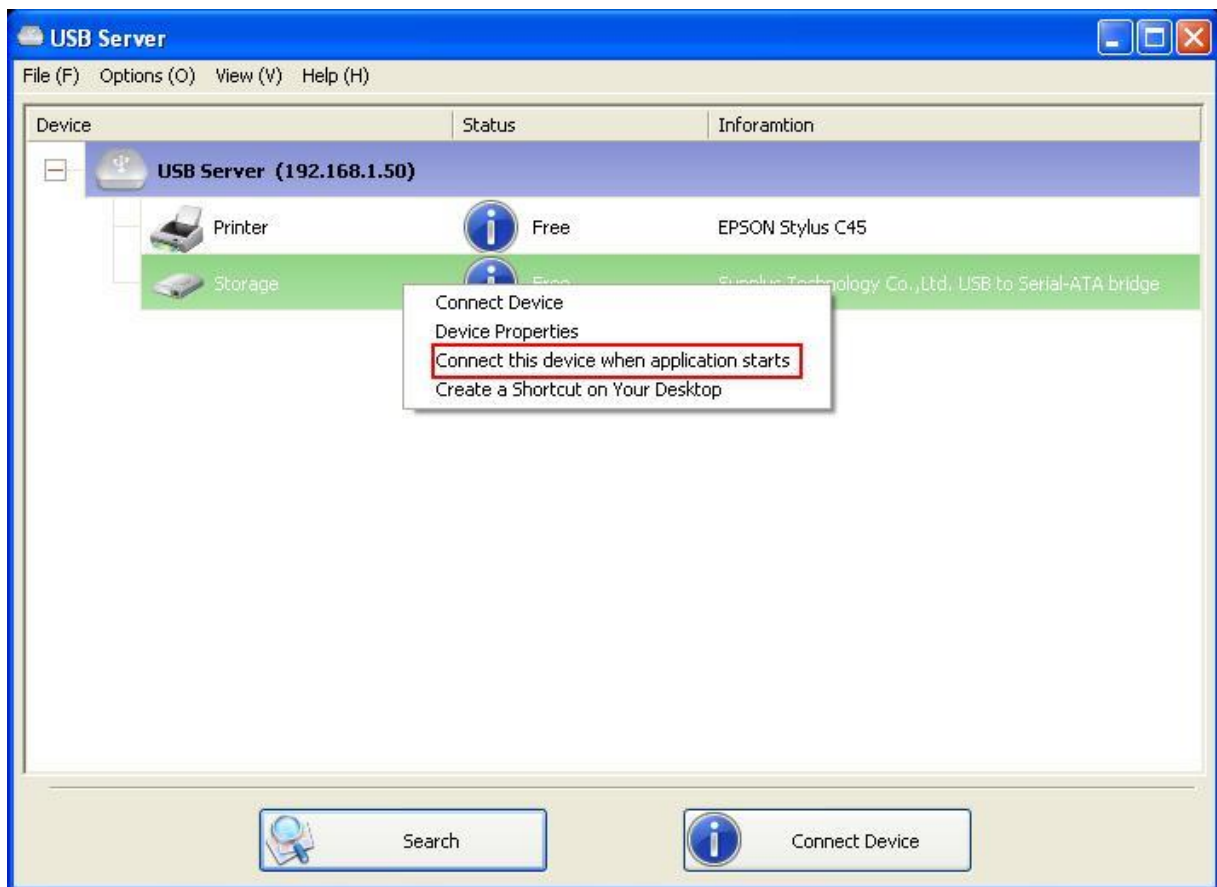 USB Server
File (F) Options (O) View (V) Help (H)
Device Status Inforamtion
USB Server (192.168.1.50)
Printer Free EPSON Stylus C45
Storage Free Sunplus Technology Co.,Ltd. USB to Serial-ATA bridge
Connect Device
Device Properties
Connect this device when application starts
Create a Shortcut on Your Desktop
Search Connect Device